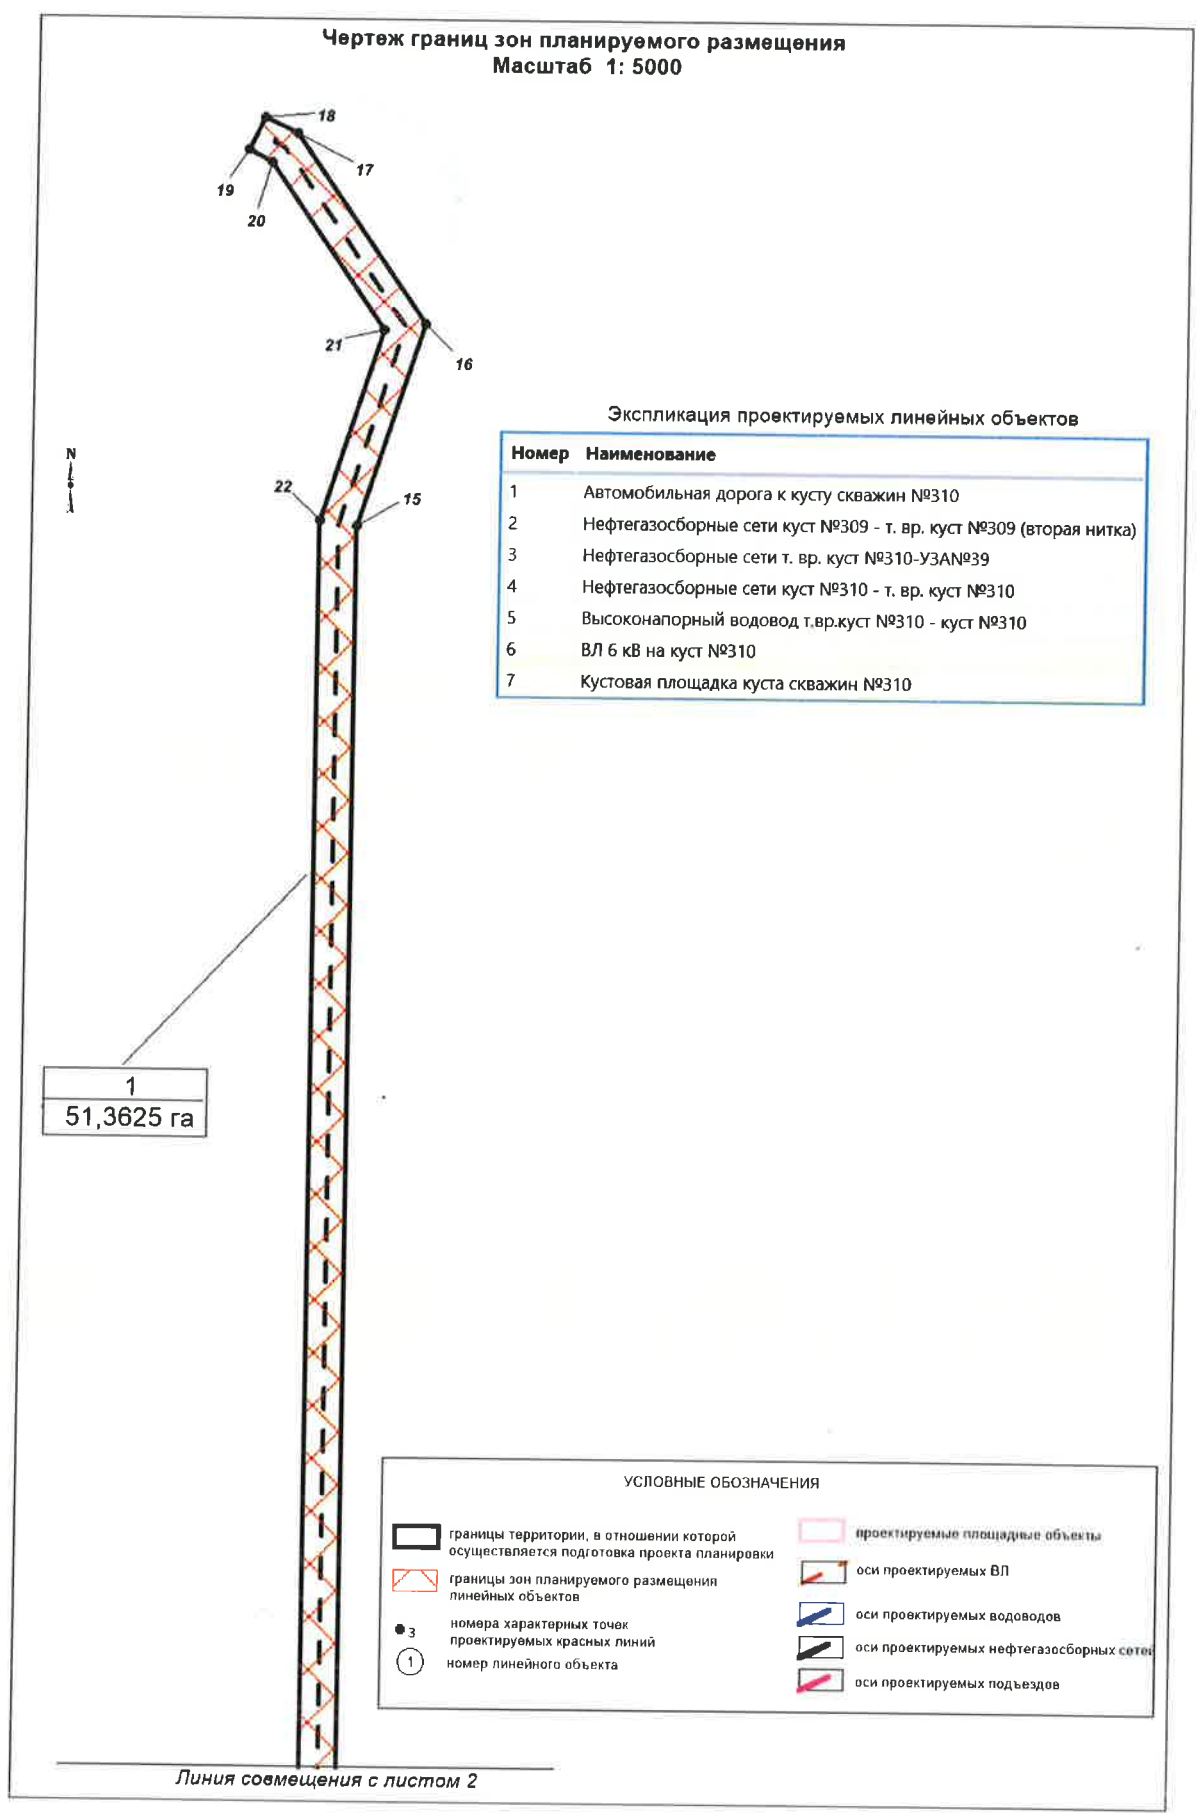 Чертеж границ зон планируемого размещения
Масштаб 1: 5000
18
17
19
20
21
16
Экспликация проектируемых линейных объектов
Номер Наименование
N
22
15
1 Автомобильная дорога к кусту скважин №310
2 Нефтегазосборные сети куст №309 - т. вр. куст №309 (вторая нитка)
3 Нефтегазосборные сети т. вр. куст №310-УЗА№39
4 Нефтегазосборные сети куст №310 - т. вр. куст №310
5 Высоконапорный водовод т.вр.куст №310 - куст №310
6 ВЛ 6 кВ на куст №310
7 Кустовая площадка куста скважин №310
1
51,3625 га
УСЛОВНЫЕ ОБОЗНАЧЕНИЯ
границы территории, в отношении которой
осуществляется подготовка проекта планировки
границы зон планируемого размещения
линейных объектов
3
номера характерных точек
проектируемых красных линий
1
номер линейного объекта
проектируемые площадные объекты
оси проектируемых ВЛ
оси проектируемых водоводов
оси проектируемых нефтегазосборных сетей
оси проектируемых подъездов
Линия совмещения с листом 2